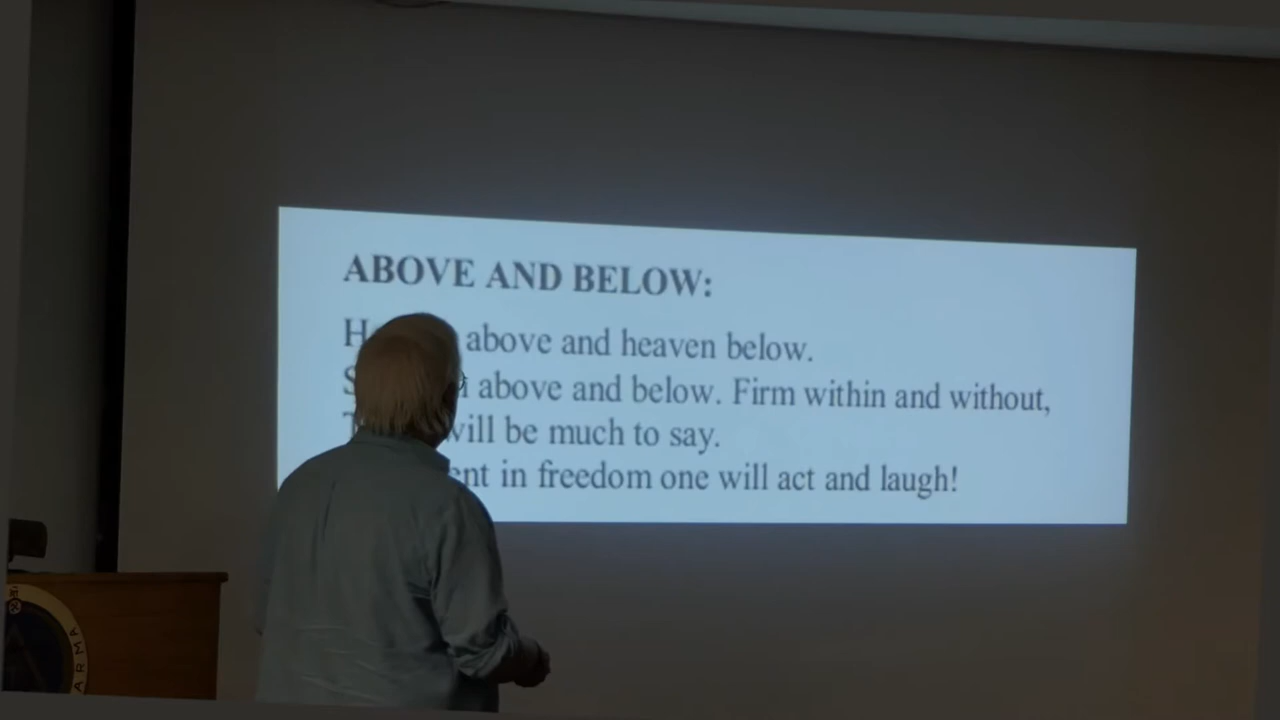 ABOVE AND BELOW:
above and heaven below.
above and below. Firm within and without,
will be much to say.
in freedom one will act and laugh!
ARMA